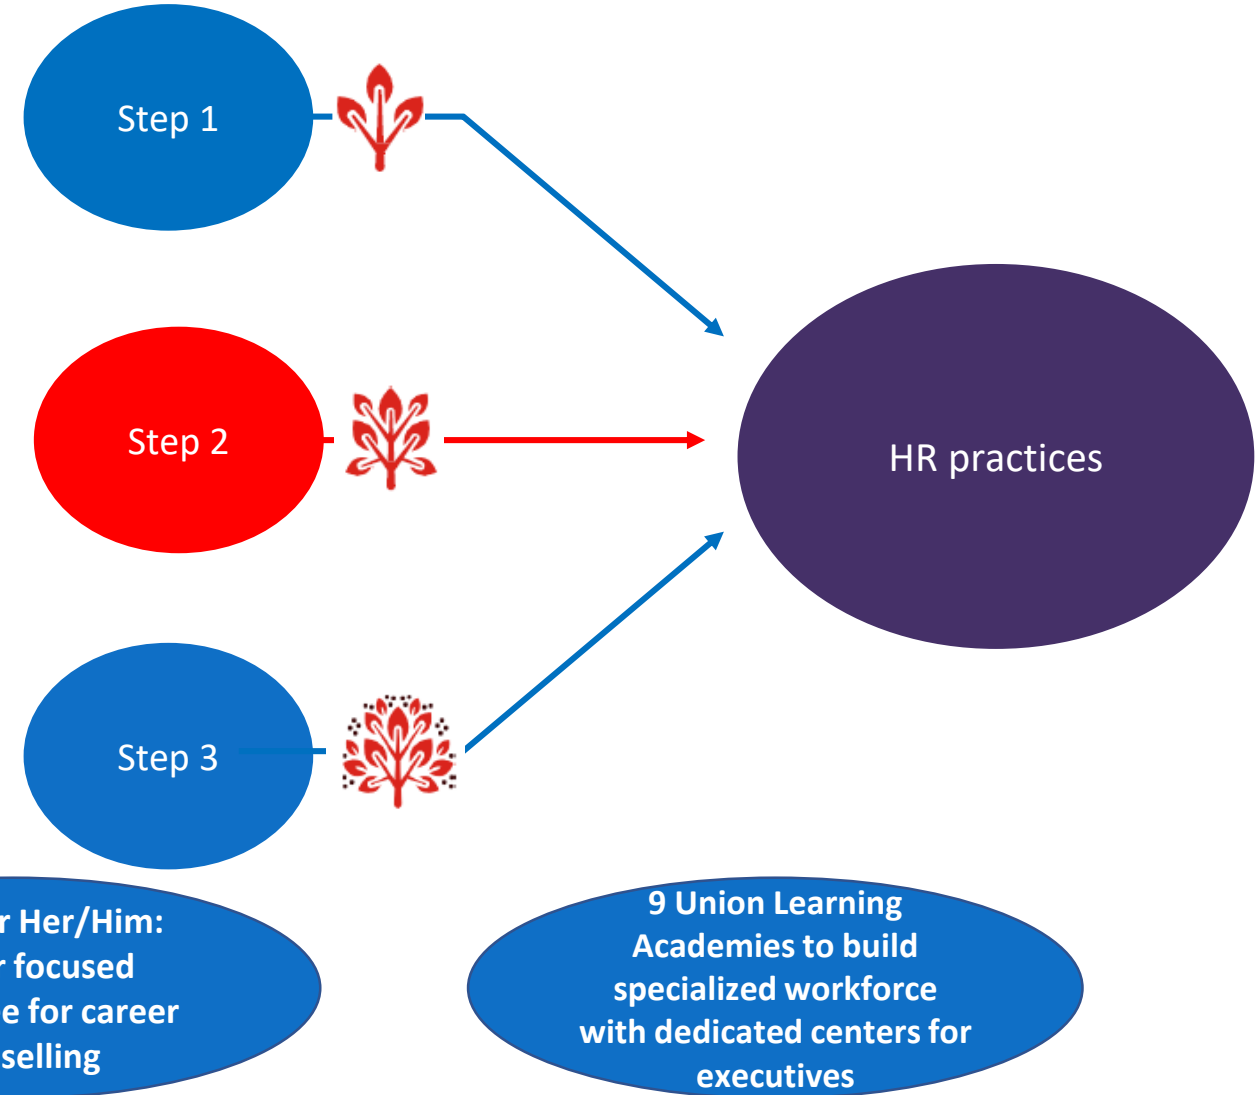 Step 1
Step 2
HR practices
Step 3
Her/Him:
focused
for career
selling
9 Union Learning
Academies to build
specialized workforce
with dedicated centers for
executives